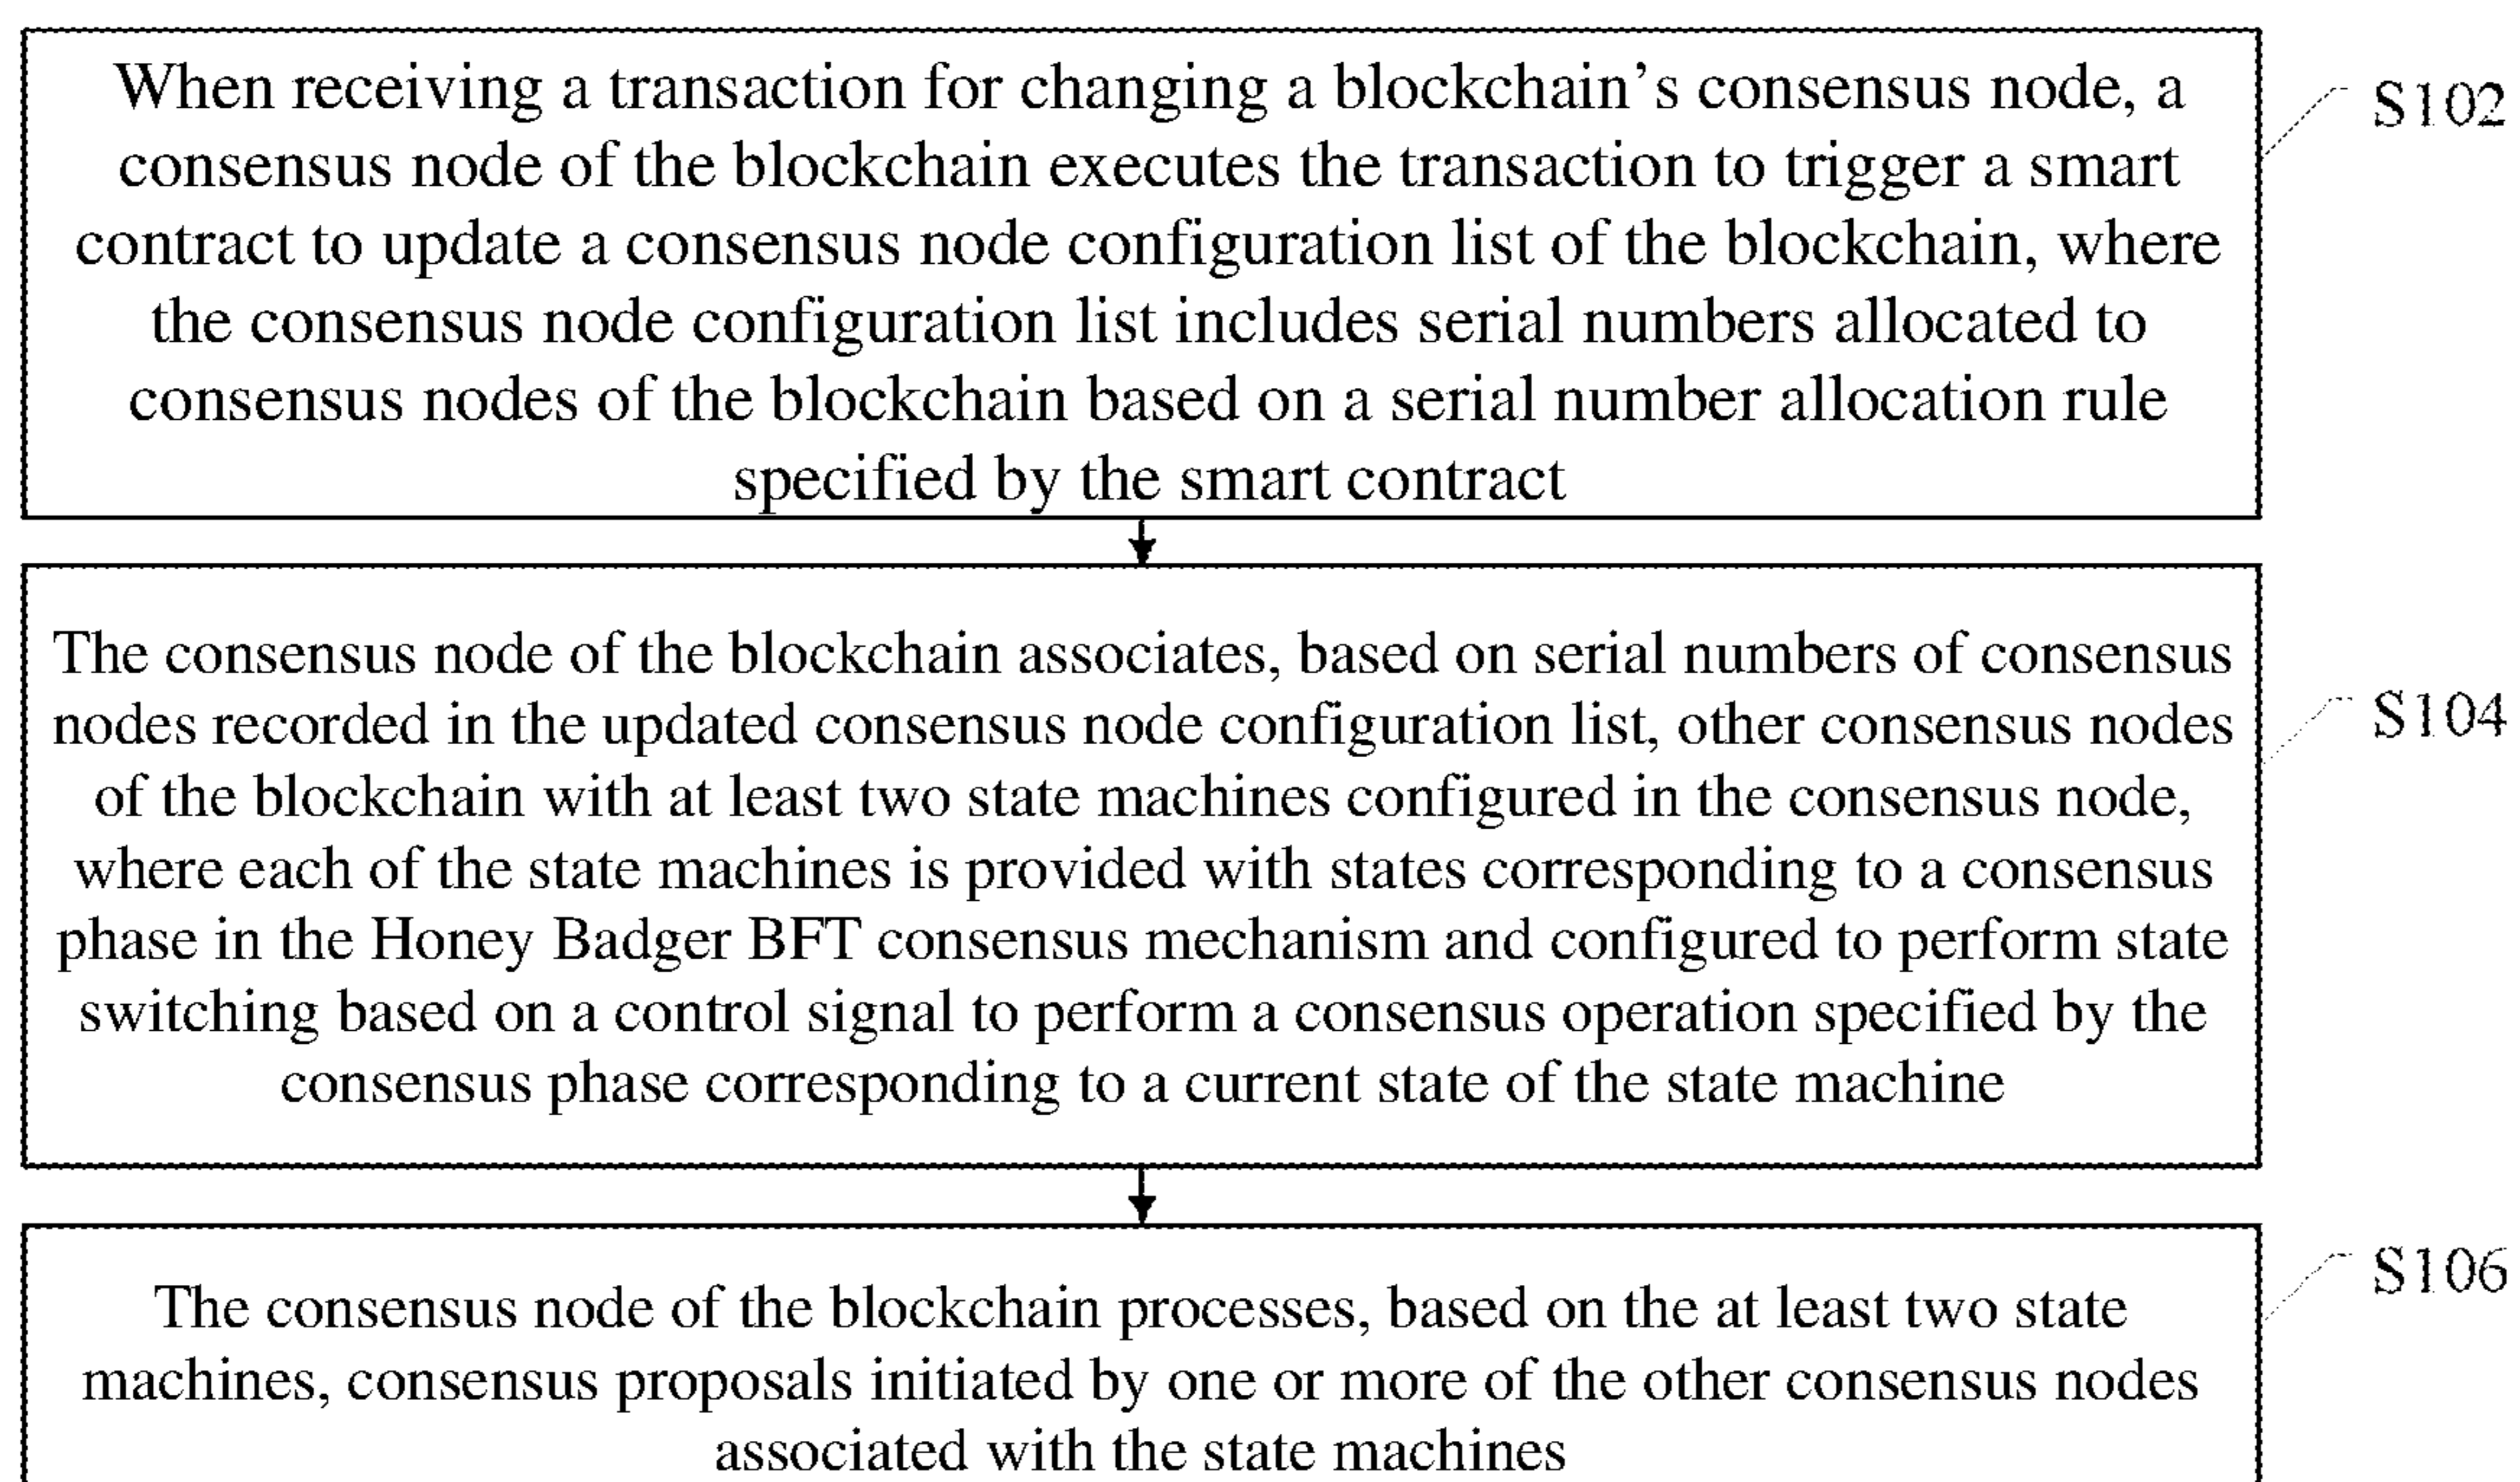 When receiving a transaction for changing a blockchain’s consensus node, a
consensus node of the blockchain executes the transaction to trigger a smart
contract to update a consensus node configuration list of the blockchain, where
the consensus node configuration list includes serial numbers allocated to
consensus nodes of the blockchain based on a serial number allocation rule
specified by the smart contract
S102
The consensus node of the blockchain associates, based on serial numbers of consensus
nodes recorded in the updated consensus node configuration list, other consensus nodes
of the blockchain with at least two state machines configured in the consensus node,
where each of the state machines is provided with states corresponding to a consensus
phase in the Honey Badger BFT consensus mechanism and configured to perform state
switching based on a control signal to perform a consensus operation specified by the
consensus phase corresponding to a current state of the state machine
S104
The consensus node of the blockchain processes, based on the at least two state
machines, consensus proposals initiated by one or more of the other consensus nodes
associated with the state machines
S106